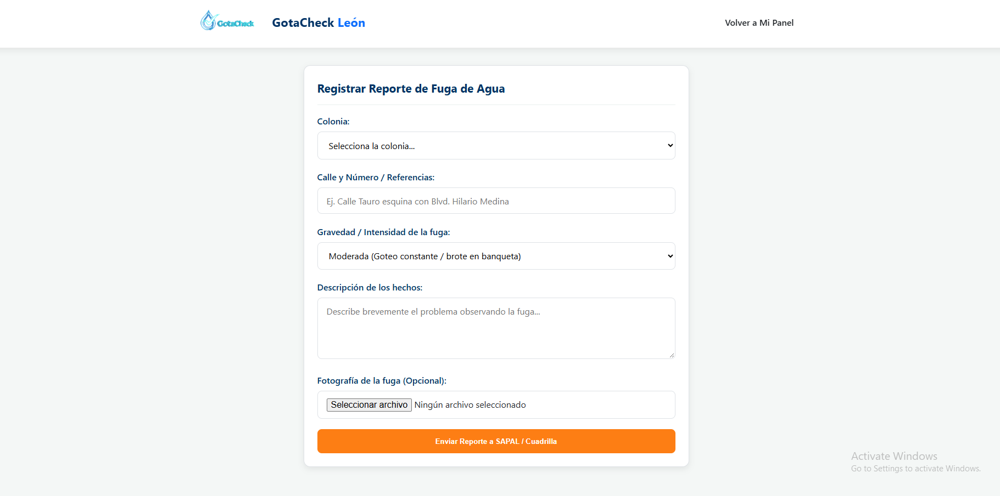 GotaCheck
GotaCheck León
Volver a Mi Panel
Registrar Reporte de Fuga de Agua
Colonia:
Selecciona la colonia...
Calle y Número / Referencias:
Ej. Calle Tauro esquina con Blvd. Hilario Medina
Gravedad / Intensidad de la fuga:
Moderada (Goteo constante / brote en banqueta)
Descripción de los hechos:
Describe brevemente el problema observando la fuga...
Fotografía de la fuga (Opcional):
Seleccionar archivo Ningún archivo seleccionado
Enviar Reporte a SAPAL / Cuadrilla
Activate Windows
Go to Settings to activate Windows.